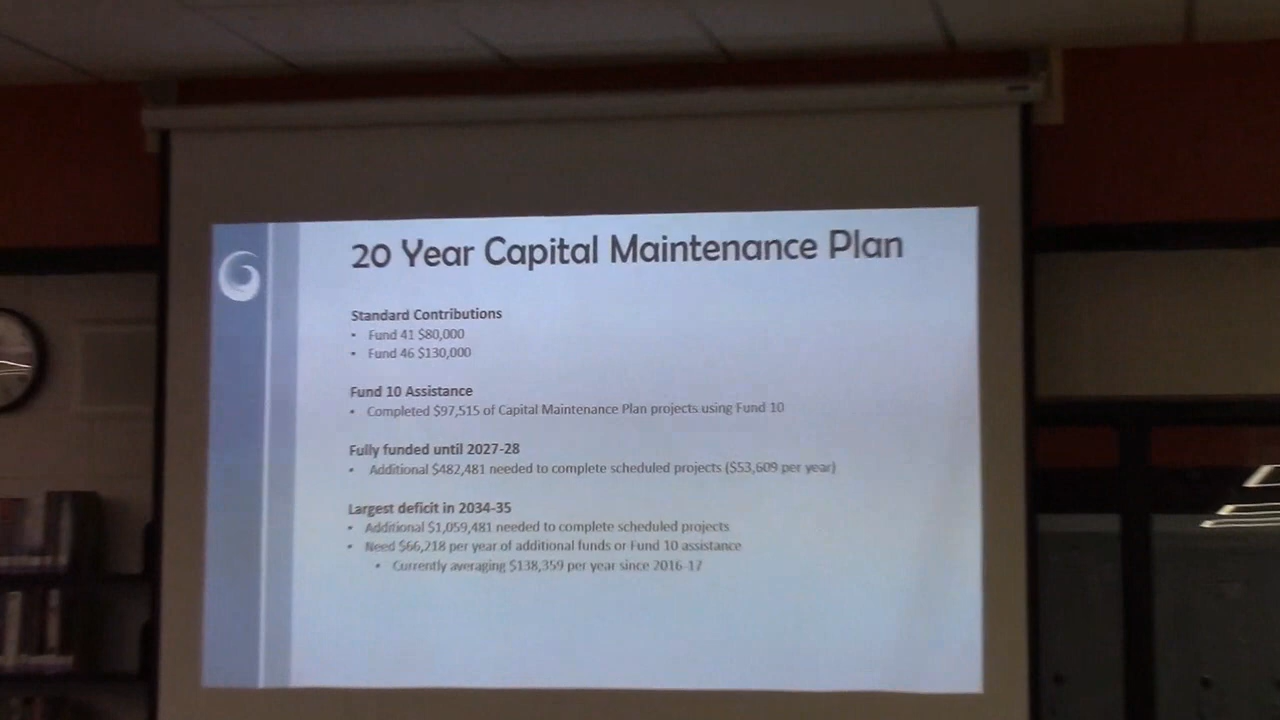 20 Year Capital Maintenance Plan
Standard Contributions
• Fund 41 $80,000
• Fund 46 $130,000
Fund 10 Assistance
• Completed $97,515 of Capital Maintenance Plan projects using Fund 10
Fully funded until 2027-28
• Additional $482,481 needed to complete scheduled projects ($53,609 per year)
Largest deficit in 2034-35
• Additional $1,059,481 needed to complete scheduled projects
• Need $66,218 per year of additional funds or Fund 10 assistance
• Currently averaging $138,359 per year since 2016-17